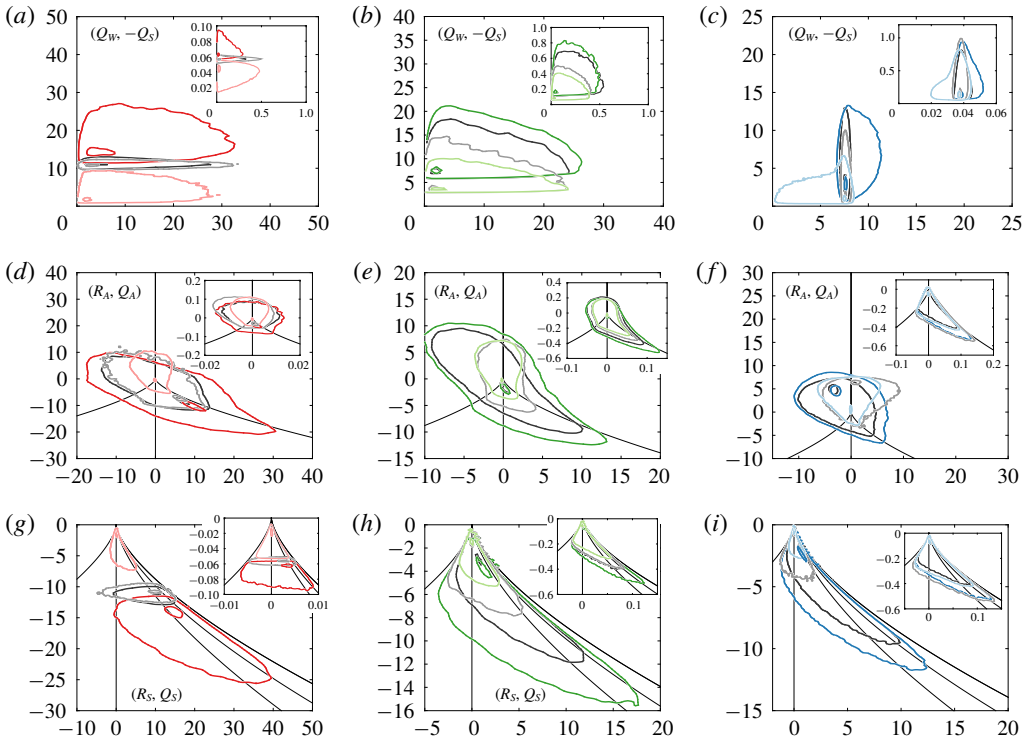 (a) (b) (c)
50 40 25
(Q_W, −Q_S) (Q_W, −Q_S) (Q_W, −Q_S)
0.10 1.0 1.0
0.08 0.8
0.06 0.6 0.5
0.04 0.4
0.02 0.2
0 0.5 1.0 0 0.5 1.0 0 0.02 0.04 0.06
40 35 20
30 30 15
20 25 10
10 20 5
15
10
5
0 10 20 30 40 50 0 10 20 30 40 50 0 5 10 15 20 25
(d) (e) (f)
40 20 30
(R_A, Q_A) (R_A, Q_A) (R_A, Q_A)
0.2 0.4 0
0.1 0.2 −0.2
0 0 −0.4
−0.1 −0.2 −0.6
−0.2 −0.4
−0.6
−0.02 0 0.02 −0.1 0 0.1 0 0.1 0.2
30 15 25
20 10 20
10 5 15
0 0 10
−10 −5 5
−20 −10 0
−30 −15 −5
−10
−20 −10 0 10 20 30 40 −10 −5 0 5 10 15 20 −10 0 10 20 30
(g) (h) (i)
0 0 0
0 0 0
−0.02 −0.2 −0.2
−0.04 −0.4 −0.4
−0.06 −0.6 −0.6
−0.08
−0.10
−0.01 0 0.01 0 0.1 0 0.1
−5 −2 −5
−10 −4 −10
−15 −6 −15
−20 −8
−25 −10
−30 −12
−14
−16
(R_S, Q_S) (R_S, Q_S)
−10 0 10 20 30 40 50 −5 0 5 10 15 20 0 5 10 15 20